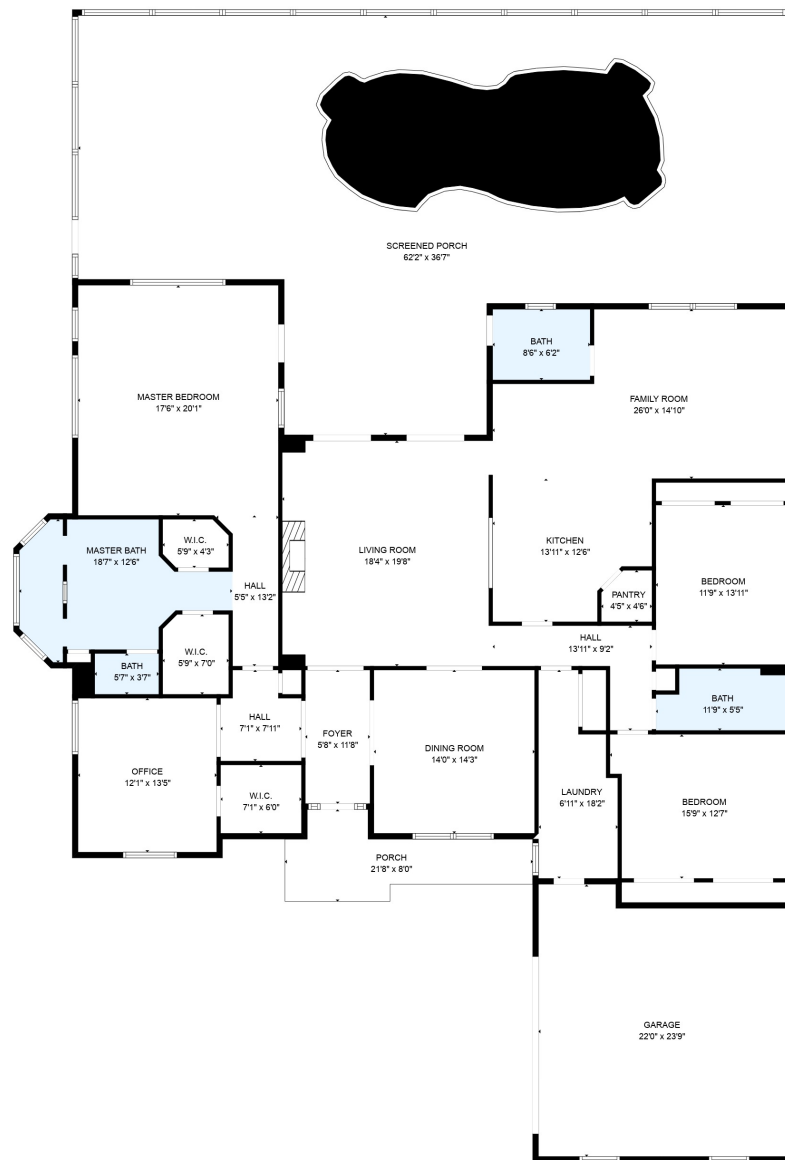 SCREENED PORCH
62'2" x 36'7"
BATH
8'6" x 6'2"
MASTER BEDROOM
17'6" x 20'1"
FAMILY ROOM
26'0" x 14'10"
W.I.C.
5'9" x 4'3"
MASTER BATH
18'7" x 12'6"
LIVING ROOM
18'4" x 19'8"
KITCHEN
13'11" x 12'6"
HALL
5'5" x 13'2"
PANTRY
4'5" x 4'6"
BEDROOM
11'9" x 13'11"
HALL
13'11" x 9'2"
W.I.C.
5'9" x 7'0"
BATH
5'7" x 3'7"
BATH
11'9" x 5'5"
HALL
7'1" x 7'11"
FOYER
5'8" x 11'8"
DINING ROOM
14'0" x 14'3"
OFFICE
12'1" x 13'5"
W.I.C.
7'1" x 6'0"
LAUNDRY
6'11" x 18'2"
BEDROOM
15'9" x 12'7"
PORCH
21'8" x 8'0"
GARAGE
22'0" x 23'9"